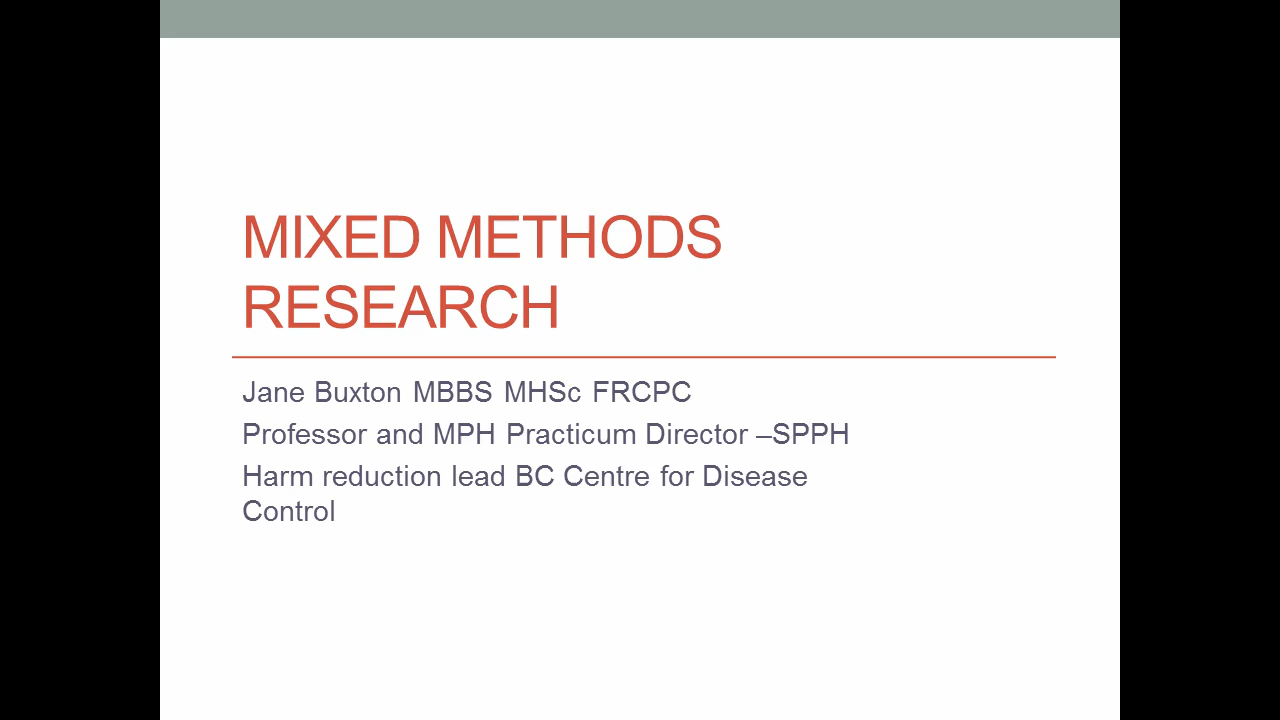 MIXED METHODS
RESEARCH
Jane Buxton MBBS MHSc FRCPC
Professor and MPH Practicum Director –SPPH
Harm reduction lead BC Centre for Disease
Control